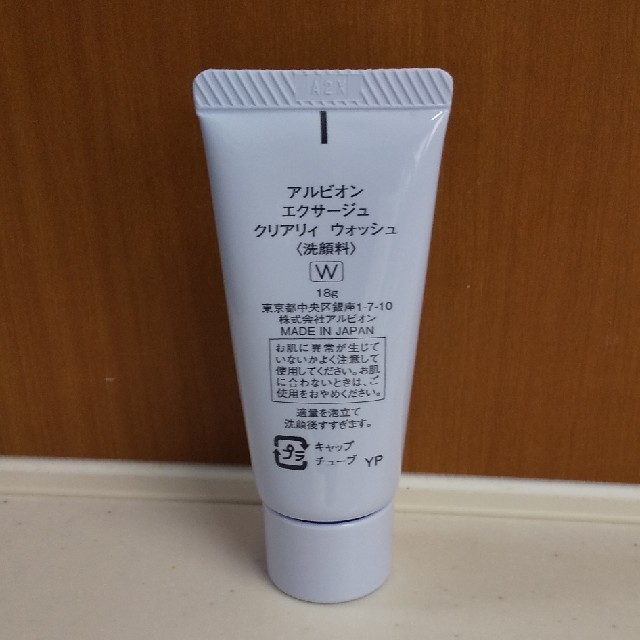 A2X
アルビオン
エクサージュ
クリアリィ ウォッシュ
〈洗顔料〉
W
18g
東京都中央区銀座1-7-10
株式会社アルビオン
MADE IN JAPAN
お肌に異常が生じて
いないかよく注意して
使用してください。お肌
に合わないときは、ご
使用をおやめください。
適量を泡立て
洗顔後すすぎます。
プラ
キャップ
チューブ YP